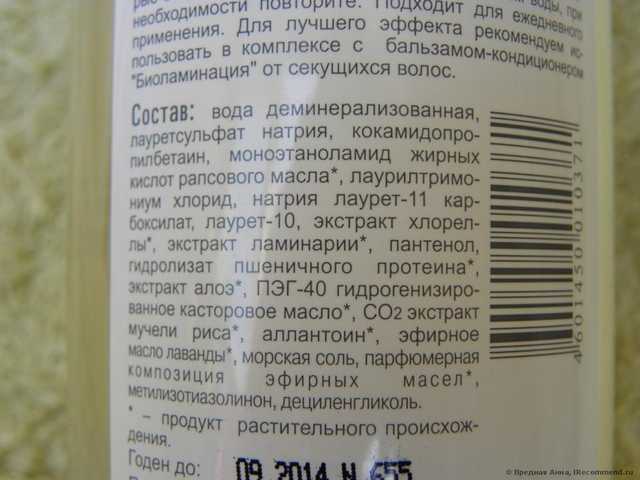 необходимости повторите. Подходит для ежедневного
применения. Для лучшего эффекта рекомендуем ис-
пользовать в комплексе с бальзамом-кондиционером
"Биоламинация" от секущихся волос.
Состав: вода деминерализованная,
лауретсульфат натрия, кокамидопро-
пилбетаин, моноэтаноламид жирных
кислот рапсового масла*, лаурилтримо-
ниум хлорид, натрия лаурет-11 кар-
боксилат, лаурет-10, экстракт хлорел-
лы*, экстракт ламинарии*, пантенол,
гидролизат пшеничного протеина*,
экстракт алоэ*, ПЭГ-40 гидрогенизиро-
ванное касторовое масло*, СО2 экстракт
мучели риса*, аллантоин*, эфирное
масло лаванды*, морская соль, парфюмерная
композиция эфирных масел*,
метилизотиазолинон, дециленгликоль.
* – продукт растительного происхож-
дения.
Годен до: 09 2014 N 655
4601450010371
© Вредная Анна, IRecommend.ru